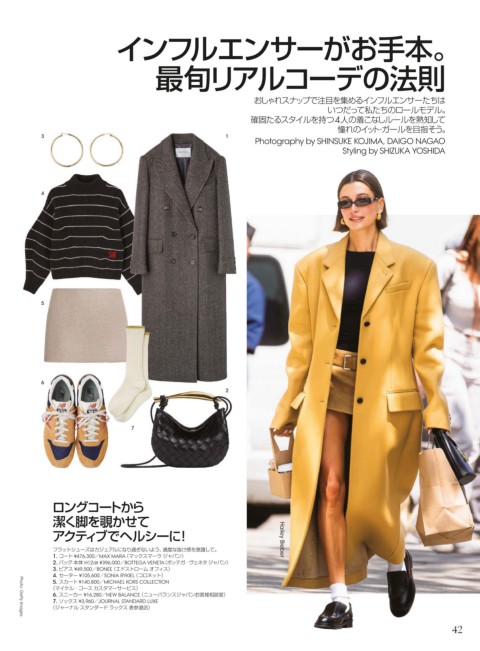 インフルエンサーがお手本。
最旬リアルコーデの法則
おしゃれスナップで注目を集めるインフルエンサーたちは
いつだって私たちのロールモデル。
確固たるスタイルを持つ4人の着こなしルールを熟知して
憧れのイット・ガールを目指そう。
Photography by SHINSUKE KOJIMA, DAIGO NAGAO
Styling by SHIZUKA YOSHIDA
3
1
4
5
6
7
2
Hailey Bieber
ロングコートから
潔く脚を覗かせて
アクティブでヘルシーに!
フラットシューズはカジュアルになり過ぎないよう、適度な抜け感を意識して。
1. コート ¥476,300/MAX MARA (マックスマーラ ジャパン)
2. バッグ 本体 H12㎝ ¥396,000/BOTTEGA VENETA (ボッテガ・ヴェネタ ジャパン)
3. ピアス ¥49,500/BONEE (エドストローム オフィス)
4. セーター ¥105,600/SONIA RYKIEL (コロネット)
5. スカート ¥140,800/MICHAEL KORS COLLECTION
(マイケル・コース カスタマーサービス)
6. スニーカー ¥16,280/NEW BALANCE (ニューバランスジャパンお客様相談室)
7. ソックス ¥3,960/JOURNAL STANDARD LUXE
(ジャーナル スタンダード ラックス 表参道店)
Photo: Getty Images
42